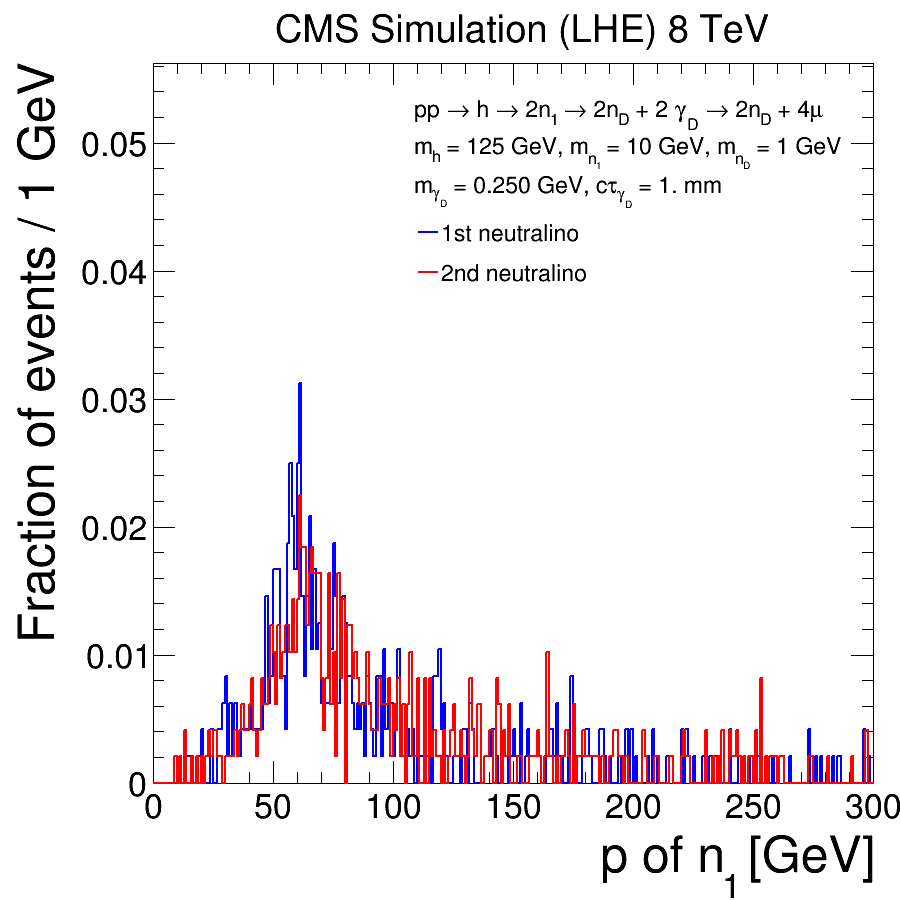 CMS Simulation (LHE) 8 TeV
Fraction of events / 1 GeV
pp → h → 2n1 → 2nD + 2 γD → 2nD + 4μ
mh = 125 GeV, mn1 = 10 GeV, mnD = 1 GeV
mγD = 0.250 GeV, cτγD = 1. mm
1st neutralino
2nd neutralino
0.05
0.04
0.03
0.02
0.01
0
0 50 100 150 200 250 300
p of n1 [GeV]